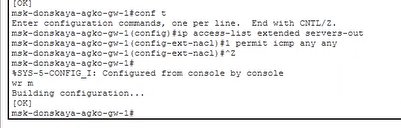 [OK]
msk-donskaya-agko-gw-1#conf t
Enter configuration commands, one per line.  End with CNTL/Z.
msk-donskaya-agko-gw-1(config)#ip access-list extended servers-out
msk-donskaya-agko-gw-1(config-ext-nacl)#1 permit icmp any any
msk-donskaya-agko-gw-1(config-ext-nacl)#^Z
msk-donskaya-agko-gw-1#
%SYS-5-CONFIG_I: Configured from console by console
wr m
Building configuration...
[OK]
msk-donskaya-agko-gw-1#